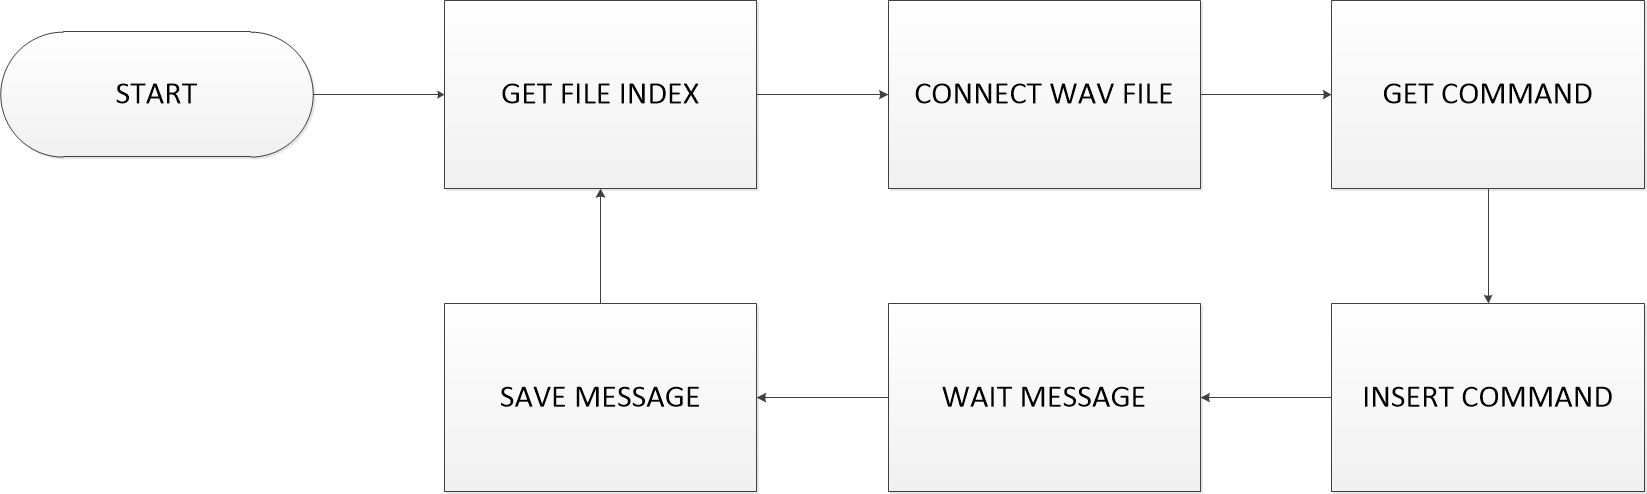 START
GET FILE INDEX
CONNECT WAV FILE
GET COMMAND
SAVE MESSAGE
WAIT MESSAGE
INSERT COMMAND